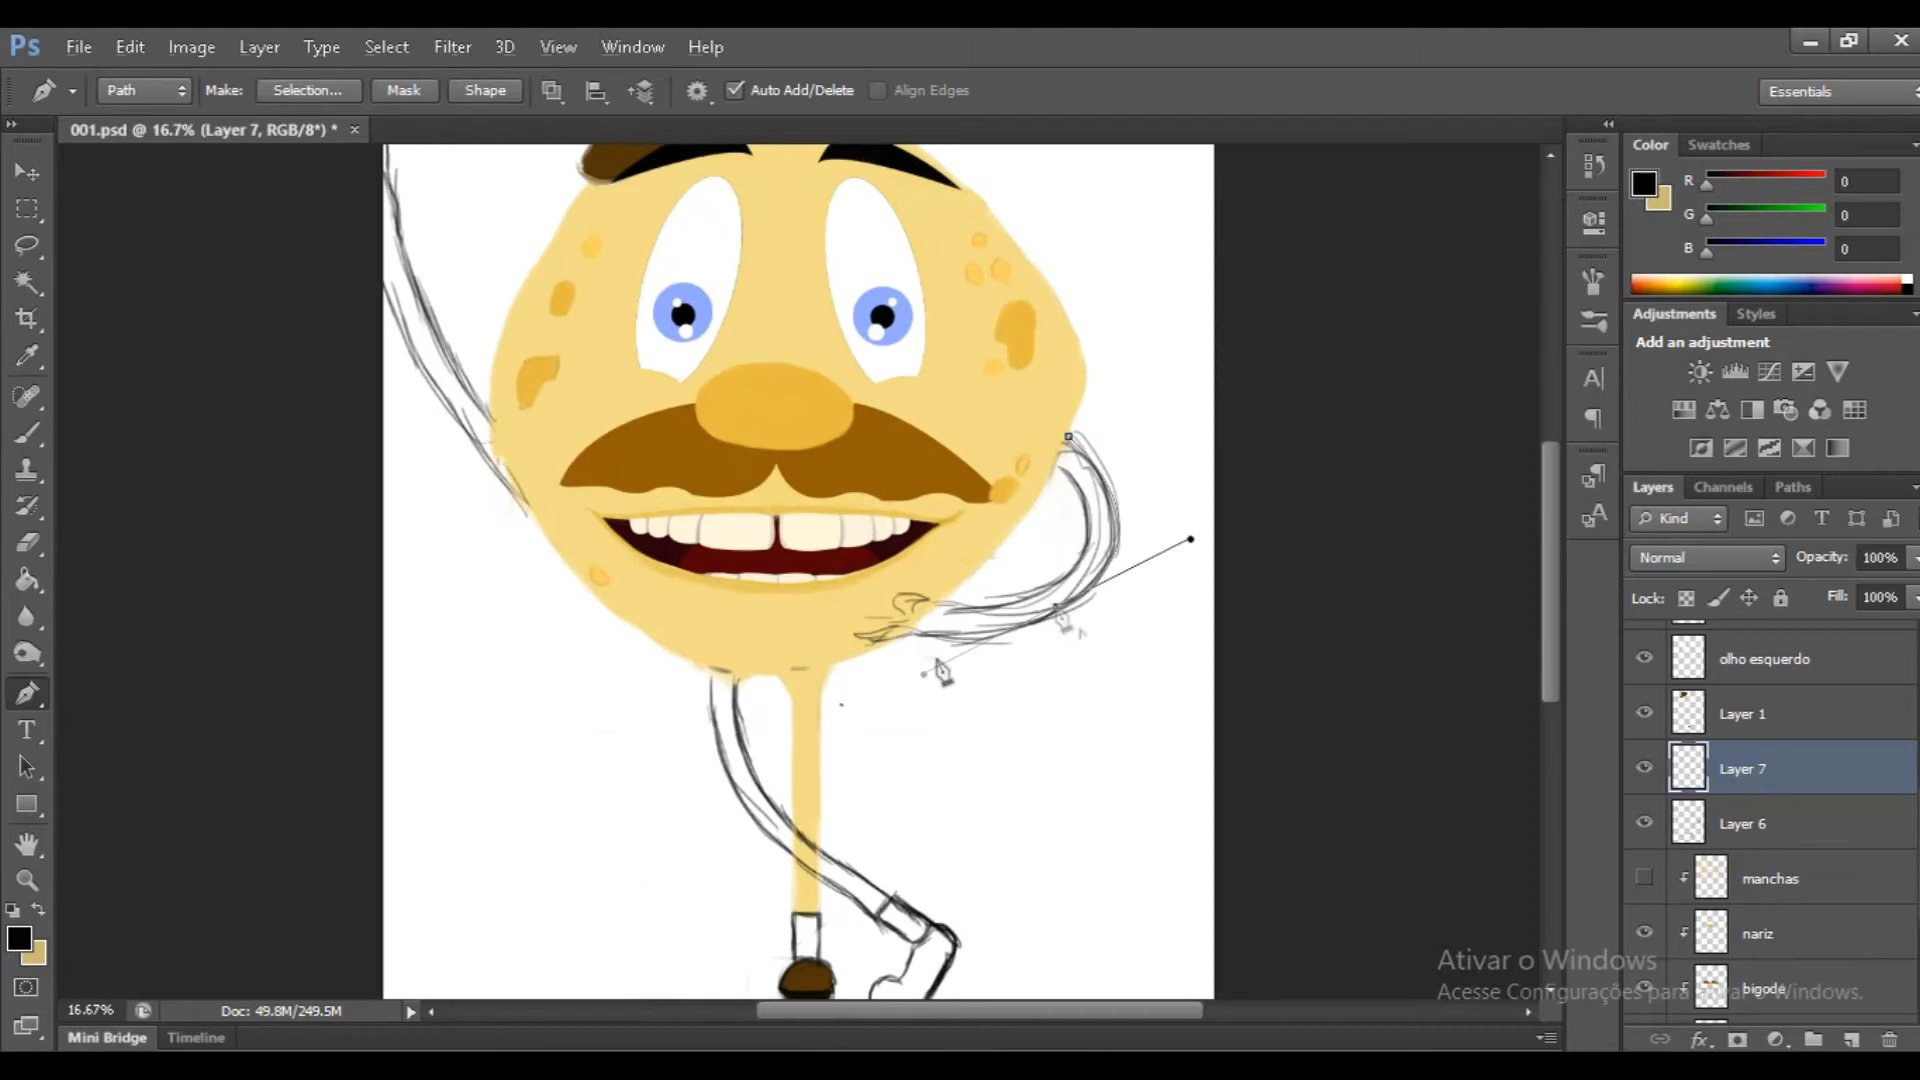 Ps File Edit Image Layer Type Select Filter 3D View Window Help
Path Make: Selection... Mask Shape Auto Add/Delete Align Edges Essentials
001.psd @ 16.7% (Layer 7, RGB/8*) * ×
Color Swatches
R 0
G 0
B 0
Adjustments Styles
Add an adjustment
Layers Channels Paths
Kind
Normal Opacity: 100%
Lock: Fill: 100%
olho esquerdo
Layer 1
Layer 7
Layer 6
manchas
nariz
bigode
Ativar o Windows
Acesse Configurações para ativar o Windows.
16.67% Doc: 49.8M/249.5M
Mini Bridge Timeline